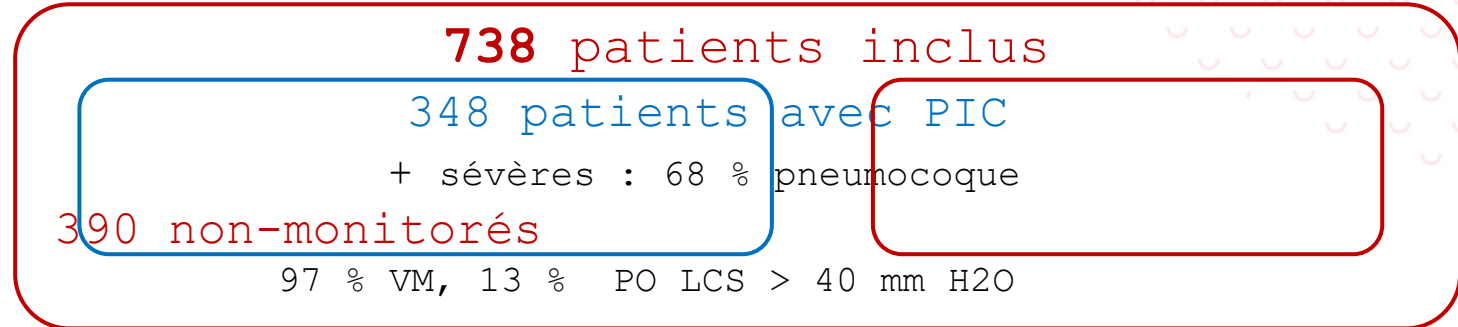 738 patients inclus
348 patients avec PIC
+ sévères : 68 % pneumocoque
390 non-monitorés
97 % VM, 13 % PO LCS > 40 mm H2O